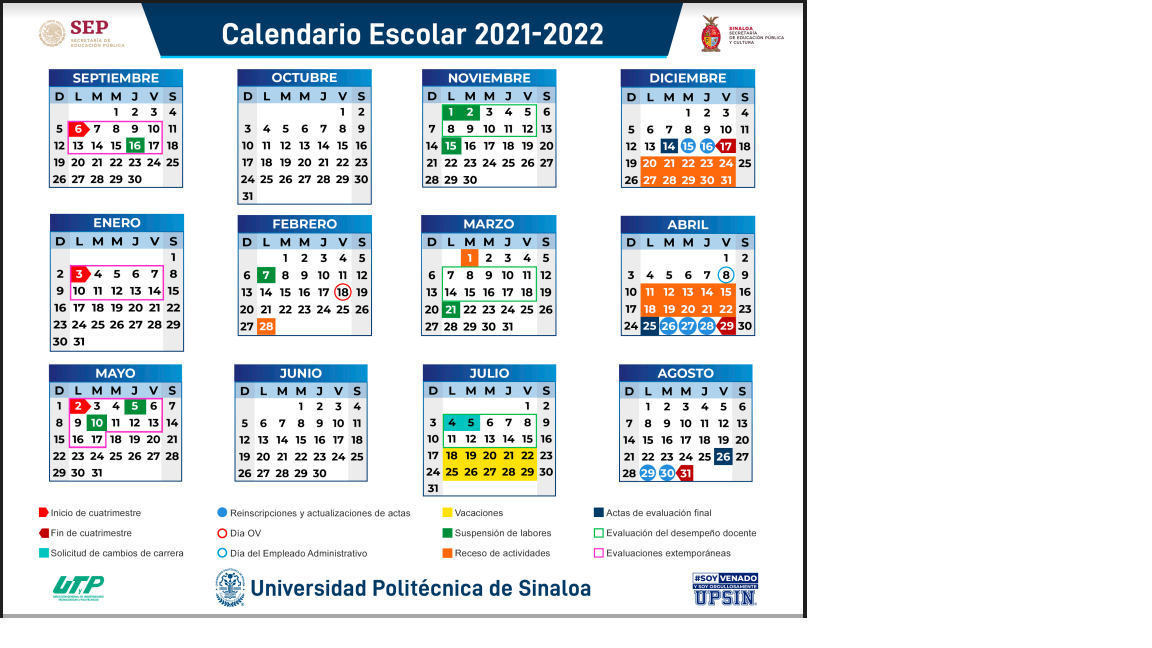 SEP
SECRETARÍA DE
EDUCACIÓN PÚBLICA
Calendario Escolar 2021-2022
SINALOA
SECRETARÍA
DE EDUCACIÓN PÚBLICA
Y CULTURA
SEPTIEMBRE
D L M M J V S
1 2 3 4
5 6 7 8 9 10 11
12 13 14 15 16 17 18
19 20 21 22 23 24 25
26 27 28 29 30
OCTUBRE
D L M M J V S
1 2
3 4 5 6 7 8 9
10 11 12 13 14 15 16
17 18 19 20 21 22 23
24 25 26 27 28 29 30
31
NOVIEMBRE
D L M M J V S
1 2 3 4 5 6
7 8 9 10 11 12 13
14 15 16 17 18 19 20
21 22 23 24 25 26 27
28 29 30
DICIEMBRE
D L M M J V S
1 2 3 4
5 6 7 8 9 10 11
12 13 14 15 16 17 18
19 20 21 22 23 24 25
26 27 28 29 30 31
ENERO
D L M M J V S
1
2 3 4 5 6 7 8
9 10 11 12 13 14 15
16 17 18 19 20 21 22
23 24 25 26 27 28 29
30 31
FEBRERO
D L M M J V S
1 2 3 4 5
6 7 8 9 10 11 12
13 14 15 16 17 18 19
20 21 22 23 24 25 26
27 28
MARZO
D L M M J V S
1 2 3 4 5
6 7 8 9 10 11 12
13 14 15 16 17 18 19
20 21 22 23 24 25 26
27 28 29 30 31
ABRIL
D L M M J V S
1 2
3 4 5 6 7 8 9
10 11 12 13 14 15 16
17 18 19 20 21 22 23
24 25 26 27 28 29 30
MAYO
D L M M J V S
1 2 3 4 5 6 7
8 9 10 11 12 13 14
15 16 17 18 19 20 21
22 23 24 25 26 27 28
29 30 31
JUNIO
D L M M J V S
1 2 3 4
5 6 7 8 9 10 11
12 13 14 15 16 17 18
19 20 21 22 23 24 25
26 27 28 29 30
JULIO
D L M M J V S
1 2
3 4 5 6 7 8 9
10 11 12 13 14 15 16
17 18 19 20 21 22 23
24 25 26 27 28 29 30
31
AGOSTO
D L M M J V S
1 2 3 4 5 6
7 8 9 10 11 12 13
14 15 16 17 18 19 20
21 22 23 24 25 26 27
28 29 30 31
Inicio de cuatrimestre
Reinscripciones y actualizaciones de actas
Vacaciones
Actas de evaluación final
Fin de cuatrimestre
Día OV
Suspensión de labores
Evaluación del desempeño docente
Solicitud de cambios de carrera
Día del Empleado Administrativo
Receso de actividades
Evaluaciones extemporáneas
UTyP
Universidad Politécnica de Sinaloa
#SOY VENADO
Y SOY ORGULLOSAMENTE
UPSIN